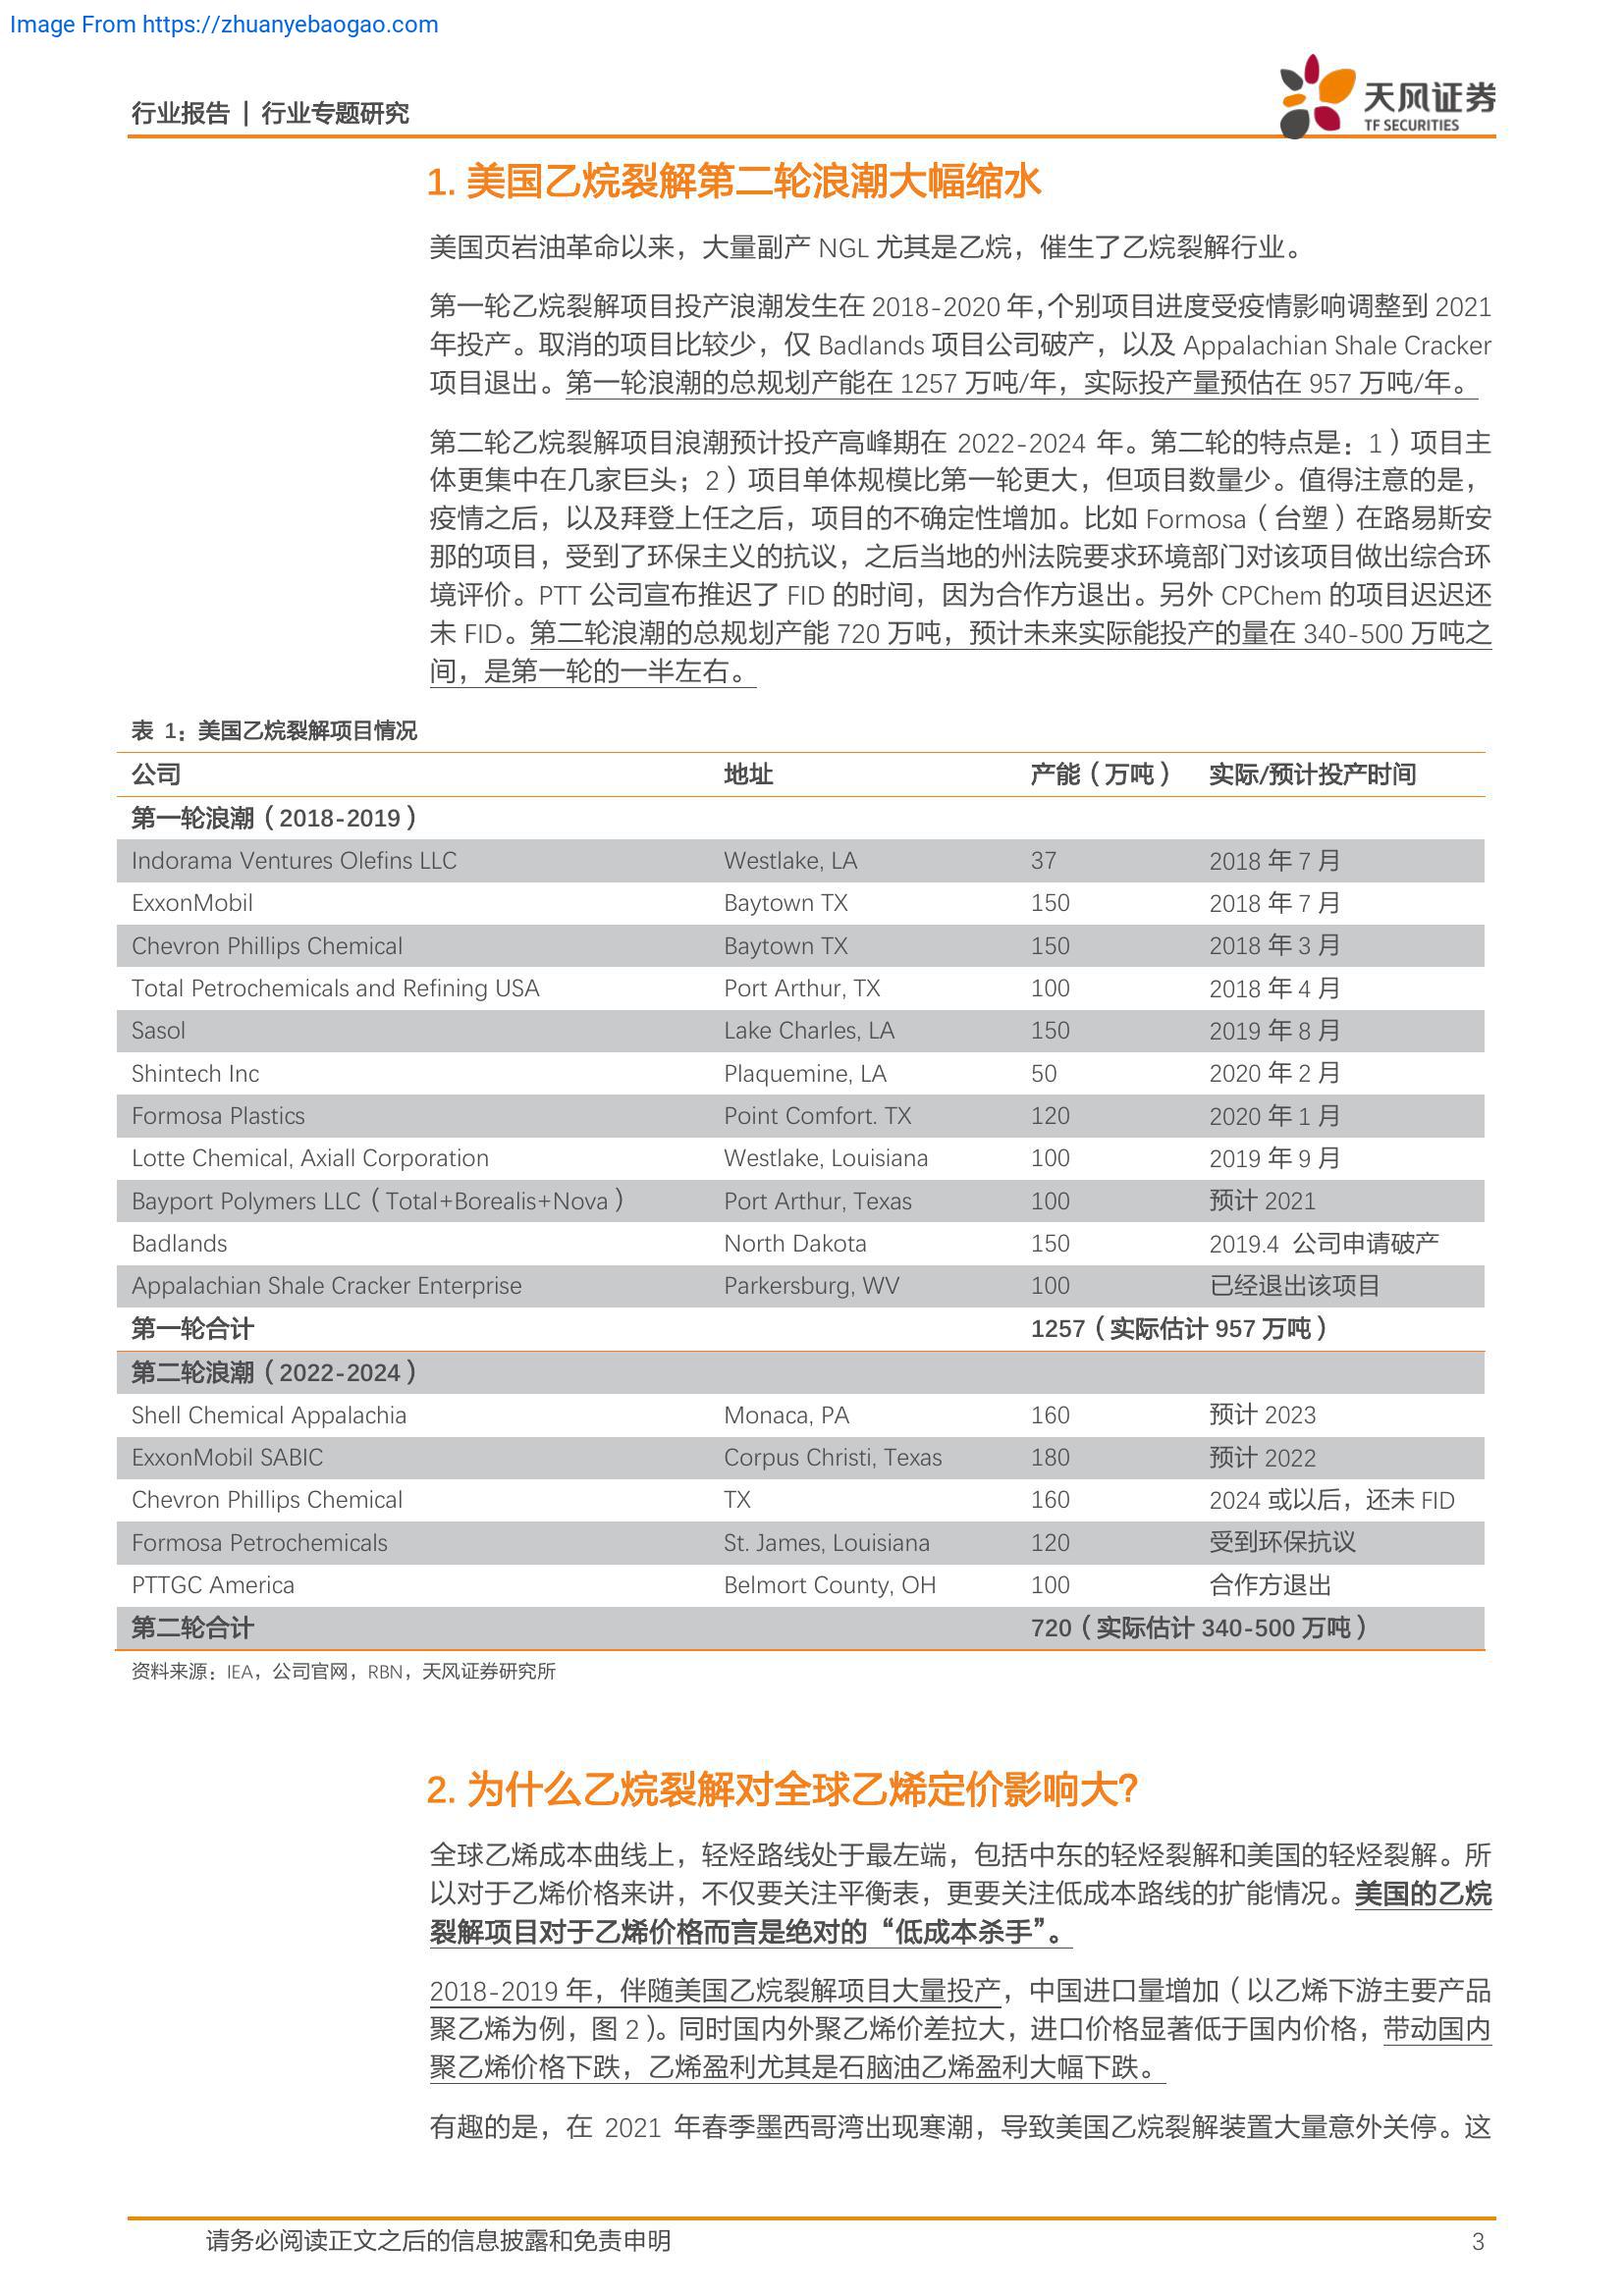 Image From https://zhuanyebaogao.com
行业报告 | 行业专题研究
天风证券
TF SECURITIES
1. 美国乙烷裂解第二轮浪潮大幅缩水
美国页岩油革命以来，大量副产 NGL 尤其是乙烷，催生了乙烷裂解行业。
第一轮乙烷裂解项目投产浪潮发生在 2018-2020 年，个别项目进度受疫情影响调整到 2021
年投产。取消的项目比较少，仅 Badlands 项目公司破产，以及 Appalachian Shale Cracker
项目退出。第一轮浪潮的总规划产能在 1257 万吨/年，实际投产量预估在 957 万吨/年。
第二轮乙烷裂解项目浪潮预计投产高峰期在 2022-2024 年。第二轮的特点是：1）项目主
体更集中在几家巨头；2）项目单体规模比第一轮更大，但项目数量少。值得注意的是，
疫情之后，以及拜登上任之后，项目的不确定性增加。比如 Formosa（台塑）在路易斯安
那的项目，受到了环保主义的抗议，之后当地的州法院要求环境部门对该项目做出综合环
境评价。PTT 公司宣布推迟了 FID 的时间，因为合作方退出。另外 CPChem 的项目迟迟还
未 FID。第二轮浪潮的总规划产能 720 万吨，预计未来实际能投产的量在 340-500 万吨之
间，是第一轮的一半左右。
表 1：美国乙烷裂解项目情况
公司 地址 产能（万吨） 实际/预计投产时间
第一轮浪潮（2018-2019）
Indorama Ventures Olefins LLC Westlake, LA 37 2018 年 7 月
ExxonMobil Baytown TX 150 2018 年 7 月
Chevron Phillips Chemical Baytown TX 150 2018 年 3 月
Total Petrochemicals and Refining USA Port Arthur, TX 100 2018 年 4 月
Sasol Lake Charles, LA 150 2019 年 8 月
Shintech Inc Plaquemine, LA 50 2020 年 2 月
Formosa Plastics Point Comfort. TX 120 2020 年 1 月
Lotte Chemical, Axiall Corporation Westlake, Louisiana 100 2019 年 9 月
Bayport Polymers LLC（Total+Borealis+Nova） Port Arthur, Texas 100 预计 2021
Badlands North Dakota 150 2019.4 公司申请破产
Appalachian Shale Cracker Enterprise Parkersburg, WV 100 已经退出该项目
第一轮合计 1257（实际估计 957 万吨）
第二轮浪潮（2022-2024）
Shell Chemical Appalachia Monaca, PA 160 预计 2023
ExxonMobil SABIC Corpus Christi, Texas 180 预计 2022
Chevron Phillips Chemical TX 160 2024 或以后，还未 FID
Formosa Petrochemicals St. James, Louisiana 120 受到环保抗议
PTTGC America Belmort County, OH 100 合作方退出
第二轮合计 720（实际估计 340-500 万吨）
资料来源：IEA，公司官网，RBN，天风证券研究所
2. 为什么乙烷裂解对全球乙烯定价影响大？
全球乙烯成本曲线上，轻烃路线处于最左端，包括中东的轻烃裂解和美国的轻烃裂解。所
以对于乙烯价格来讲，不仅要关注平衡表，更要关注低成本路线的扩能情况。美国的乙烷
裂解项目对于乙烯价格而言是绝对的“低成本杀手”。
2018-2019 年，伴随美国乙烷裂解项目大量投产，中国进口量增加（以乙烯下游主要产品
聚乙烯为例，图 2）。同时国内外聚乙烯价差拉大，进口价格显著低于国内价格，带动国内
聚乙烯价格下跌，乙烯盈利尤其是石脑油乙烯盈利大幅下跌。
有趣的是，在 2021 年春季墨西哥湾出现寒潮，导致美国乙烷裂解装置大量意外关停。这
请务必阅读正文之后的信息披露和免责申明 3